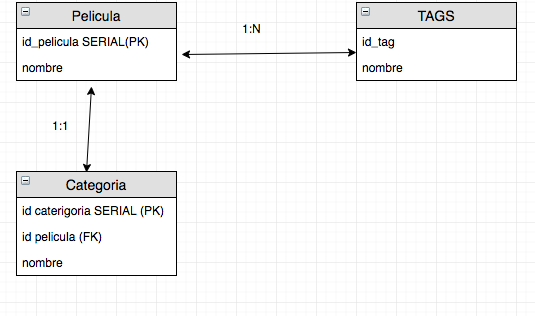 Pelicula
id_pelicula SERIAL(PK)
nombre
1:N
TAGS
id_tag
nombre
1:1
Categoria
id caterigoria SERIAL (PK)
id pelicula (FK)
nombre